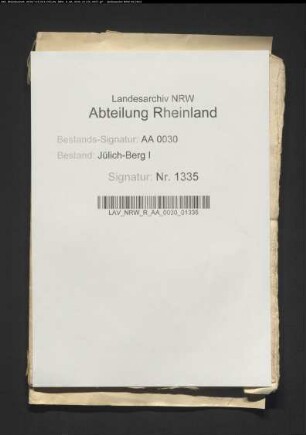 Landesarchiv NRW
Abteilung Rheinland
Bestands-Signatur: AA 0030
Bestand: Jülich-Berg I
Signatur: Nr. 1335
LAV_NRW_R_AA_0030_01335